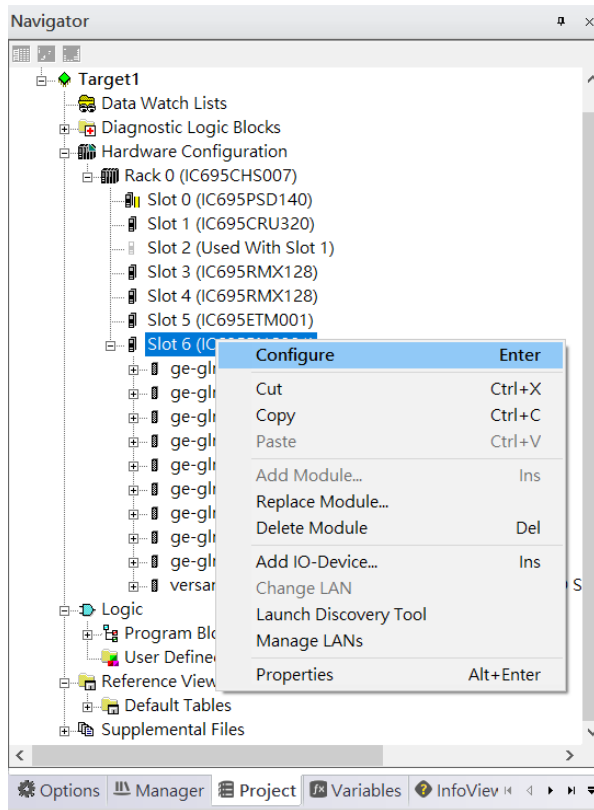 Navigator
Target1
Data Watch Lists
Diagnostic Logic Blocks
Hardware Configuration
Rack 0 (IC695CHS007)
Slot 0 (IC695PSD140)
Slot 1 (IC695CRU320)
Slot 2 (Used With Slot 1)
Slot 3 (IC695RMX128)
Slot 4 (IC695RMX128)
Slot 5 (IC695ETM001)
Slot 6
Configure Enter
Cut Ctrl+X
Copy Ctrl+C
Paste Ctrl+V
Add Module... Ins
Replace Module...
Delete Module Del
Add IO-Device... Ins
Change LAN
Launch Discovery Tool
Manage LANs
Properties Alt+Enter
Logic
Program
User
Reference
Default Tables
Supplemental Files
Options Manager Project Variables InfoView